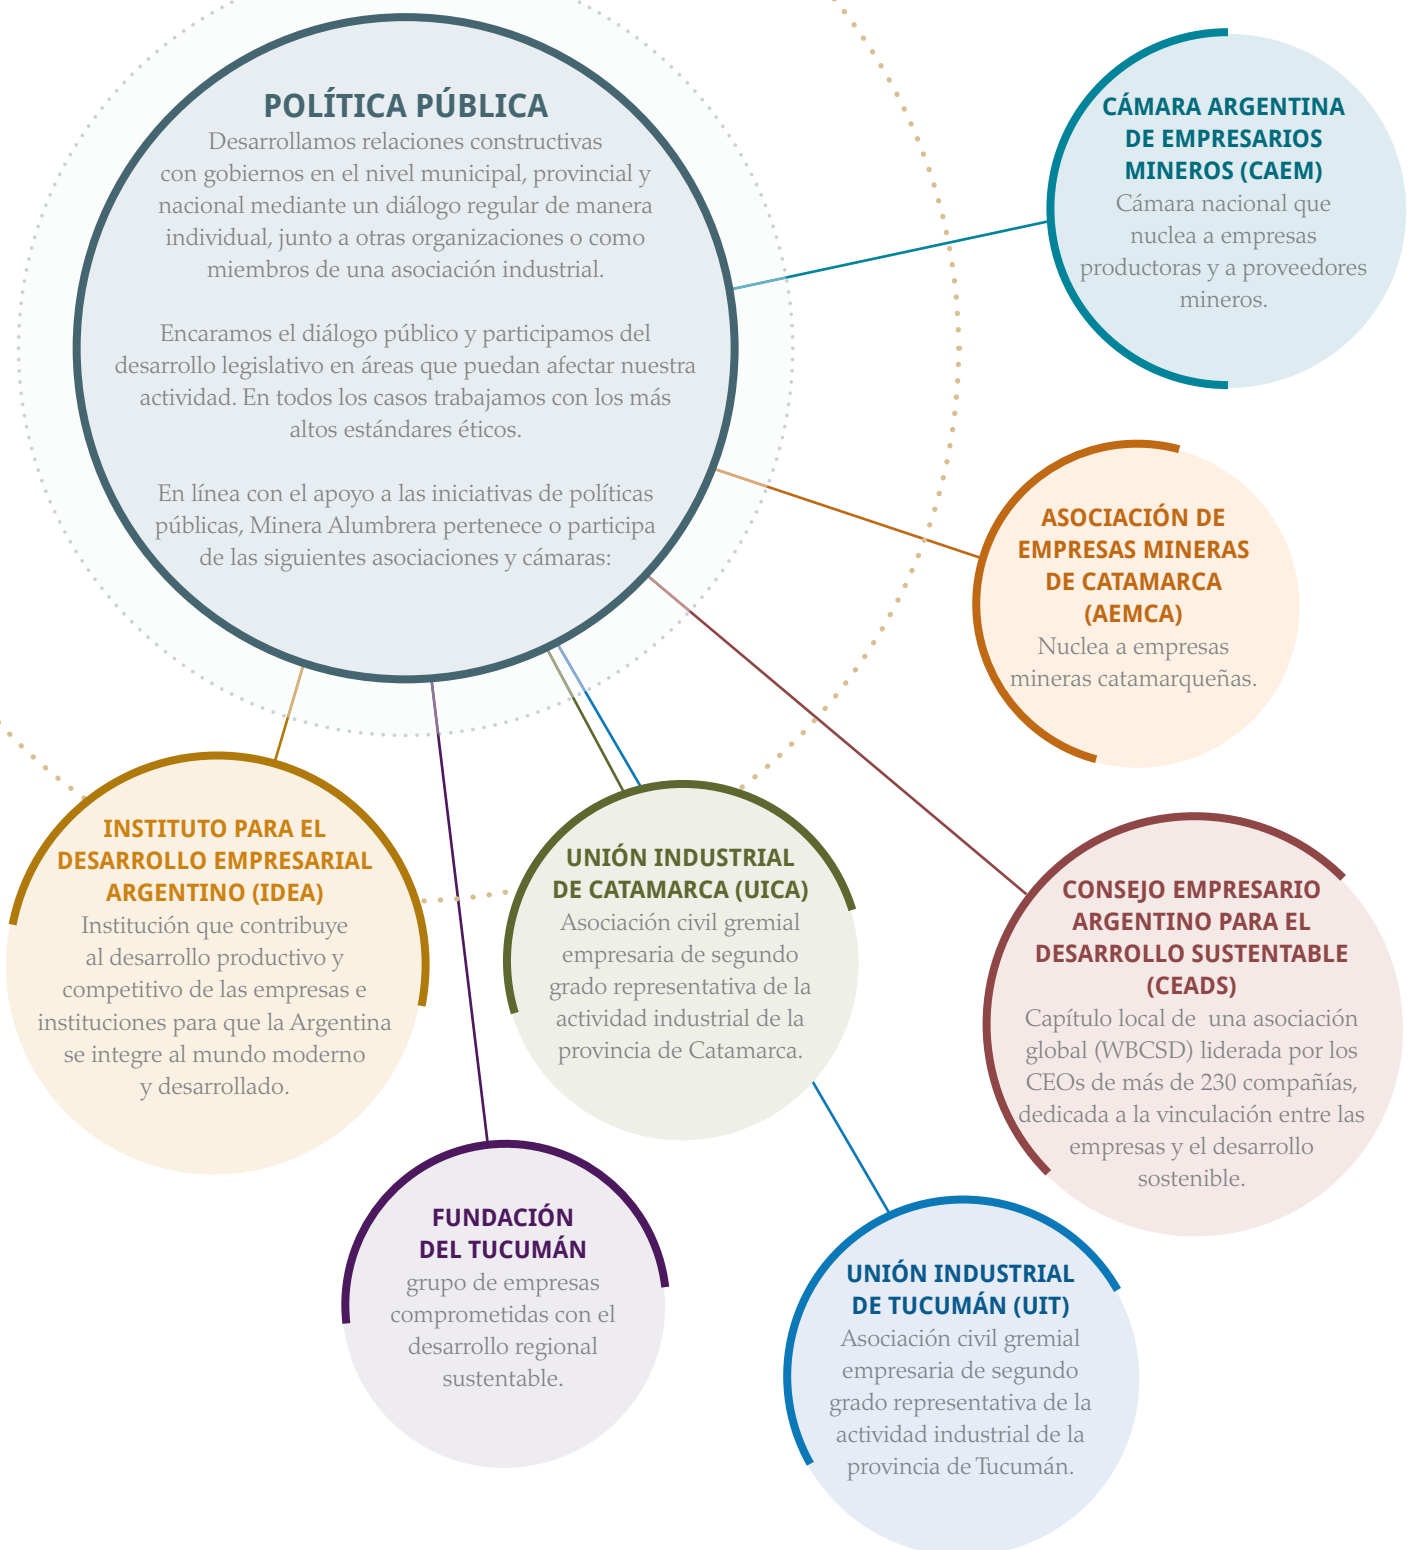 POLÍTICA PÚBLICA
Desarrollamos relaciones constructivas
con gobiernos en el nivel municipal, provincial y
nacional mediante un diálogo regular de manera
individual, junto a otras organizaciones o como
miembros de una asociación industrial.
Encaramos el diálogo público y participamos del
desarrollo legislativo en áreas que puedan afectar nuestra
actividad. En todos los casos trabajamos con los más
altos estándares éticos.
En línea con el apoyo a las iniciativas de políticas
públicas, Minera Alumbrera pertenece o participa
de las siguientes asociaciones y cámaras:
CÁMARA ARGENTINA
DE EMPRESARIOS
MINEROS (CAEM)
Cámara nacional que
nuclea a empresas
productoras y a proveedores
mineros.
ASOCIACIÓN DE
EMPRESAS MINERAS
DE CATAMARCA
(AEMCA)
Nuclea a empresas
mineras catamarqueñas.
CONSEJO EMPRESARIO
ARGENTINO PARA EL
DESARROLLO SUSTENTABLE
(CEADS)
Capítulo local de una asociación
global (WBCSD) liderada por los
CEOs de más de 230 compañías,
dedicada a la vinculación entre las
empresas y el desarrollo
sostenible.
INSTITUTO PARA EL
DESARROLLO EMPRESARIAL
ARGENTINO (IDEA)
Institución que contribuye
al desarrollo productivo y
competitivo de las empresas e
instituciones para que la Argentina
se integre al mundo moderno
y desarrollado.
UNIÓN INDUSTRIAL
DE CATAMARCA (UICA)
Asociación civil gremial
empresaria de segundo
grado representativa de la
actividad industrial de la
provincia de Catamarca.
FUNDACIÓN
DEL TUCUMÁN
grupo de empresas
comprometidas con el
desarrollo regional
sustentable.
UNIÓN INDUSTRIAL
DE TUCUMÁN (UIT)
Asociación civil gremial
empresaria de segundo
grado representativa de la
actividad industrial de la
provincia de Tucumán.